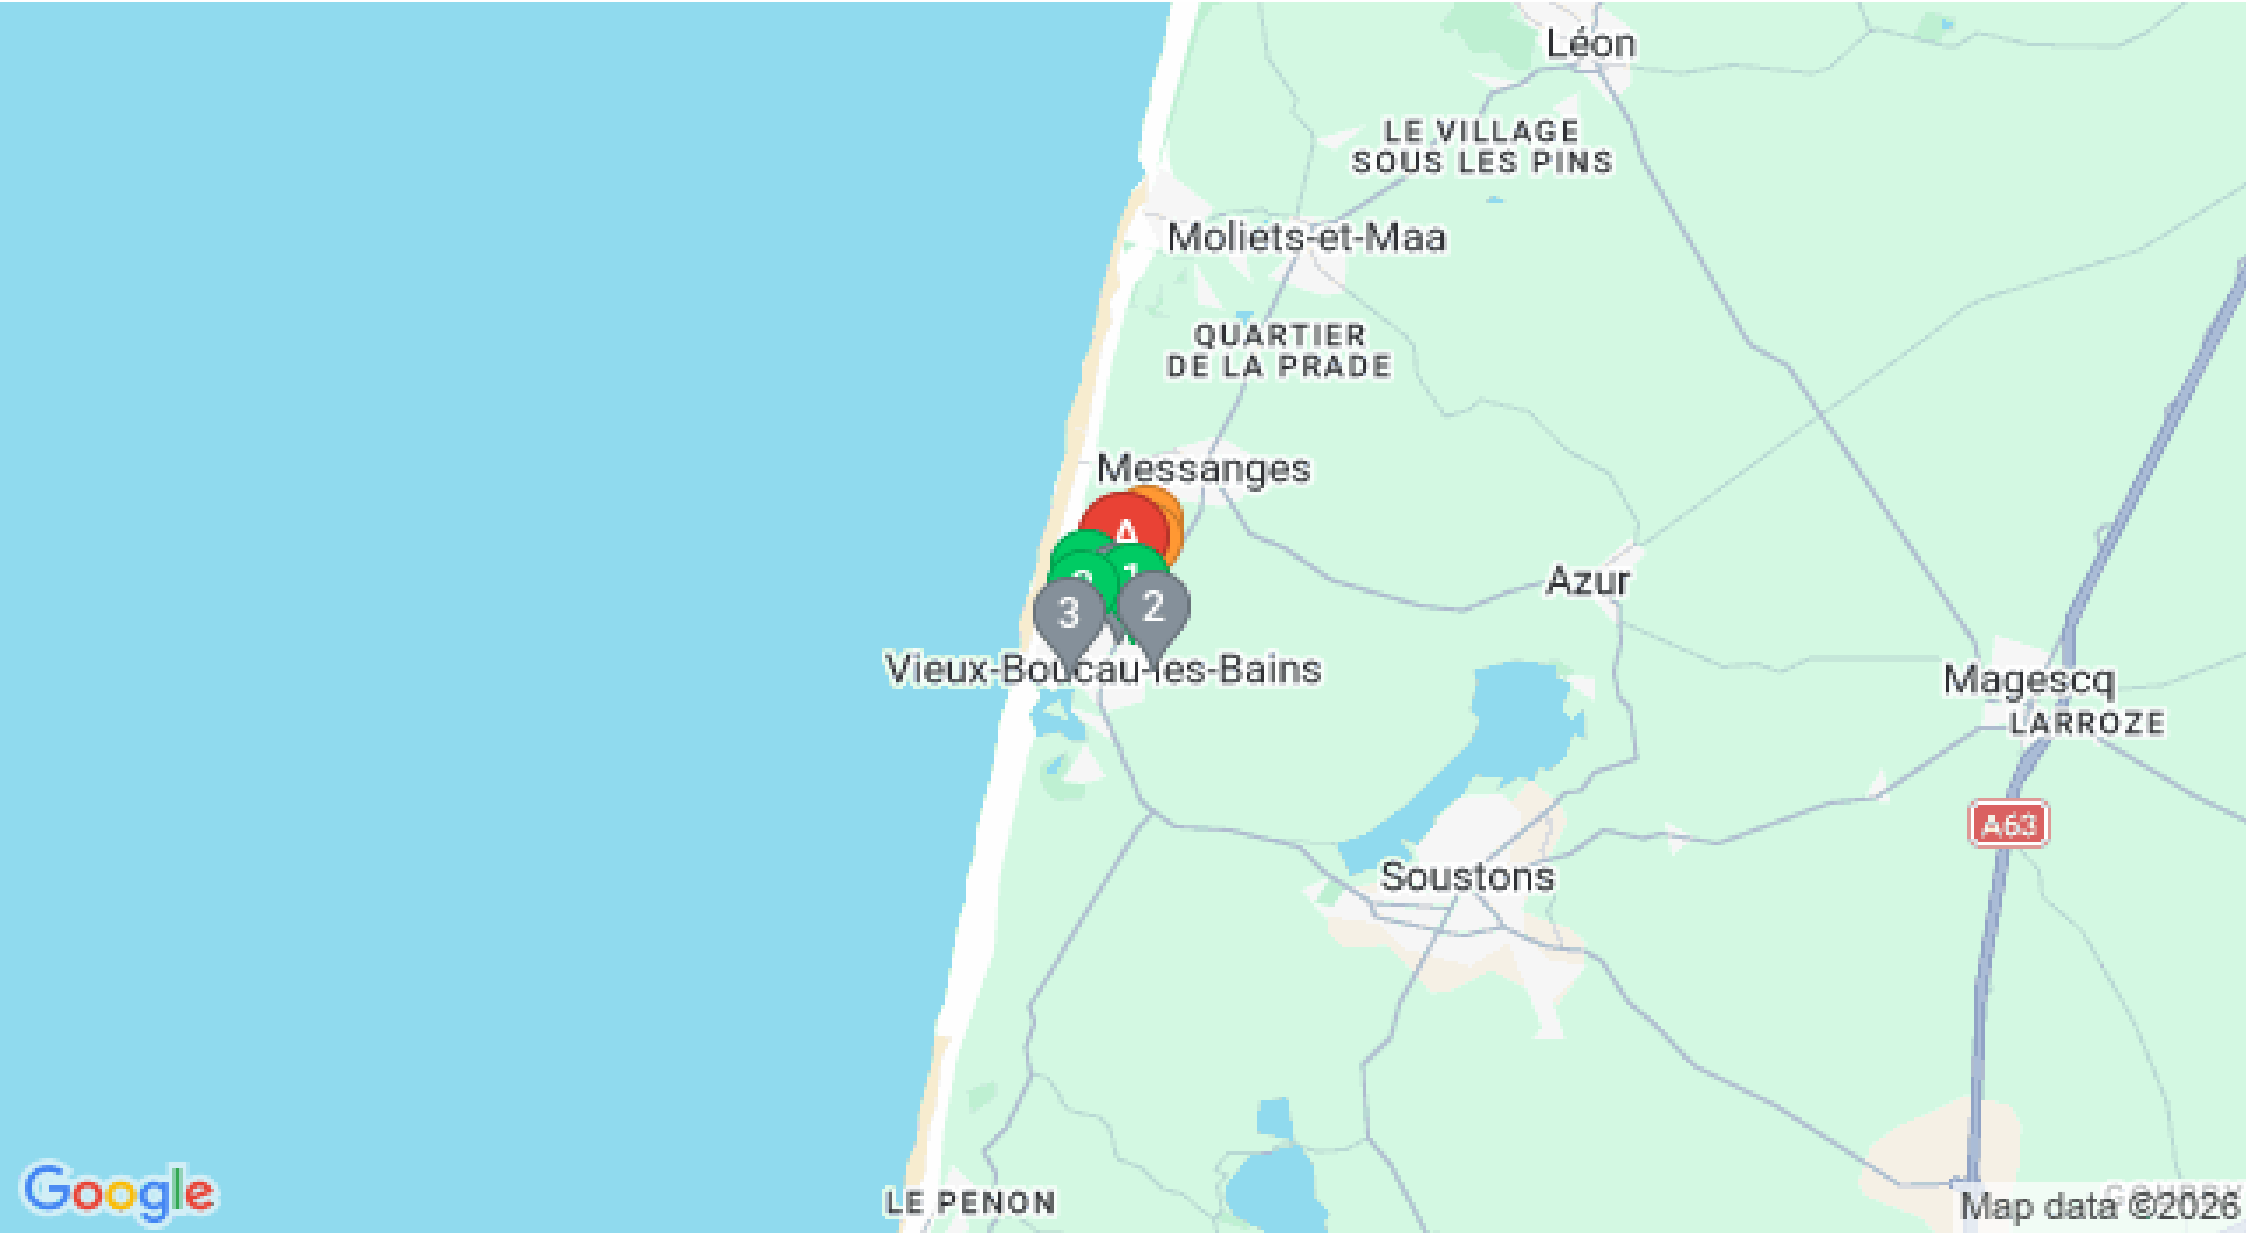 Léon
LE VILLAGE
SOUS LES PINS
Moliets-et-Maa
QUARTIER
DE LA PRADE
Messanges
A
1
3
2
Azur
Vieux-Boucau-les-Bains
Magescq
LARROZE
A63
Soustons
LE PENON
Google
Map data ©2026